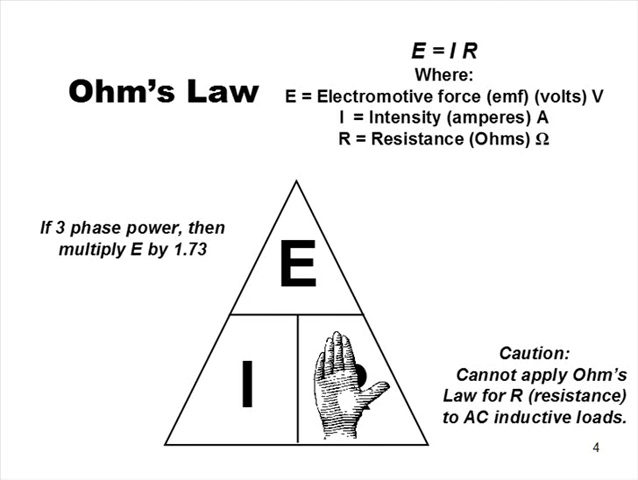 E = I R
Where:
Ohm's Law
E = Electromotive force (emf) (volts) V
I = Intensity (amperes) A
R = Resistance (Ohms) Ω
If 3 phase power, then
multiply E by 1.73
E
I
Caution:
Cannot apply Ohm's
Law for R (resistance)
to AC inductive loads.
4